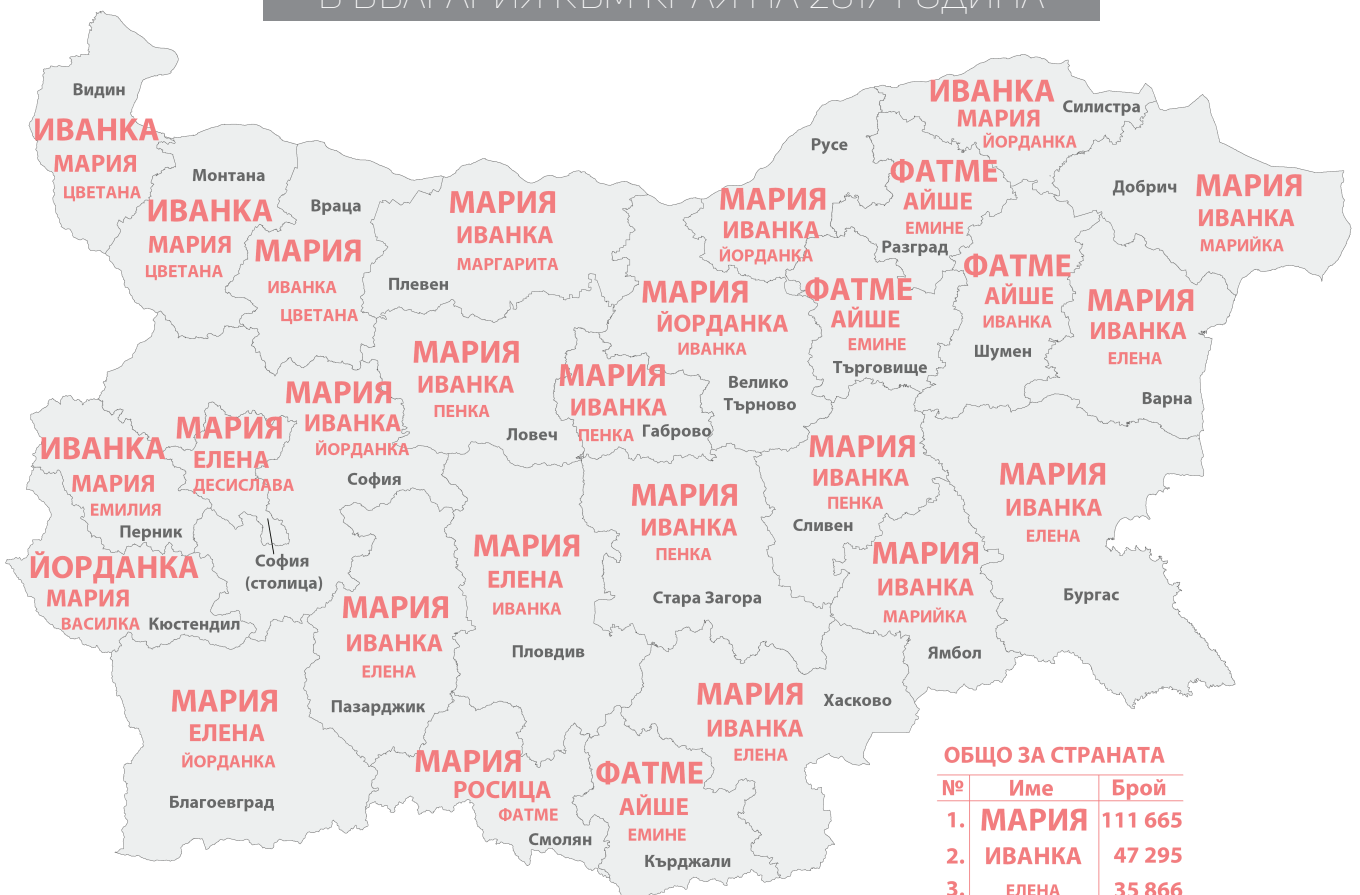 В БЪЛГАРИЯ КЪМ КРАЯ НА 2019 ГОДИНА
Видин
ИВАНКА
МАРИЯ
ЦВЕТАНА
Монтана
ИВАНКА
МАРИЯ
ЦВЕТАНА
Враца
МАРИЯ
ИВАНКА
ЦВЕТАНА
МАРИЯ
ИВАНКА
МАРГАРИТА
Плевен
Русе
МАРИЯ
ИВАНКА
ЙОРДАНКА
ИВАНКА
МАРИЯ
ЙОРДАНКА
Силистра
ФАТМЕ
АЙШЕ
ЕМИНЕ
Разград
Добрич
МАРИЯ
ИВАНКА
МАРИЙКА
ФАТМЕ
АЙШЕ
ИВАНКА
Шумен
МАРИЯ
ИВАНКА
ЕЛЕНА
Варна
ФАТМЕ
АЙШЕ
ЕМИНЕ
Търговище
МАРИЯ
ЙОРДАНКА
ИВАНКА
Велико
Търново
МАРИЯ
ИВАНКА
ПЕНКА
Ловеч
МАРИЯ
ИВАНКА
ПЕНКА
Габрово
МАРИЯ
ИВАНКА
ЙОРДАНКА
София
МАРИЯ
ЕЛЕНА
ДЕСИСЛАВА
София
(столица)
ИВАНКА
МАРИЯ
ЕМИЛИЯ
Перник
ЙОРДАНКА
МАРИЯ
ВАСИЛКА
Кюстендил
МАРИЯ
ЕЛЕНА
ЙОРДАНКА
Благоевград
МАРИЯ
ИВАНКА
ЕЛЕНА
Пазарджик
МАРИЯ
ЕЛЕНА
ИВАНКА
Пловдив
МАРИЯ
ИВАНКА
ПЕНКА
Стара Загора
МАРИЯ
ИВАНКА
ПЕНКА
Сливен
МАРИЯ
ИВАНКА
МАРИЙКА
Ямбол
МАРИЯ
ИВАНКА
ЕЛЕНА
Бургас
МАРИЯ
ИВАНКА
ЕЛЕНА
Хасково
МАРИЯ
РОСИЦА
ФАТМЕ
Смолян
ФАТМЕ
АЙШЕ
ЕМИНЕ
Кърджали
ОБЩО ЗА СТРАНАТА
№ Име Брой
1. МАРИЯ 111 665
2. ИВАНКА 47 295
3. ЕЛЕНА 35 866